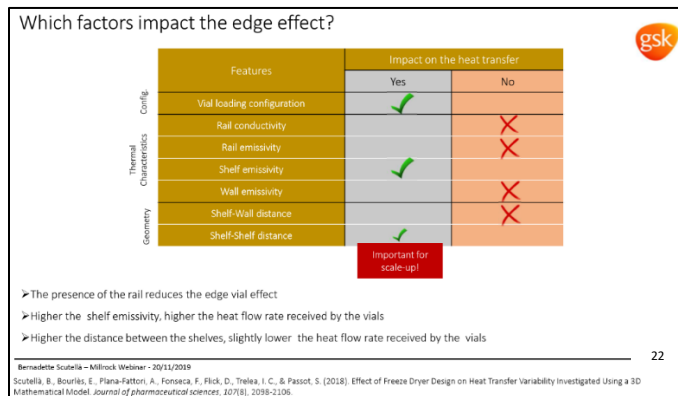 Which factors impact the edge effect?
gsk
Features
Impact on the heat transfer
Yes
No
Config.
Vial loading configuration
Thermal
Characteristics
Rail conductivity
Rail emissivity
Shelf emissivity
Wall emissivity
Geometry
Shelf-Wall distance
Shelf-Shelf distance
Important for
scale-up!
➢The presence of the rail reduces the edge vial effect
➢Higher the shelf emissivity, higher the heat flow rate received by the vials
➢Higher the distance between the shelves, slightly lower the heat flow rate received by the vials
22
Bernadette Scutellà – Millrock Webinar - 20/11/2019
Scutellà, B., Bourlès, E., Plana-Fattori, A., Fonseca, F., Flick, D., Trelea, I. C., & Passot, S. (2018). Effect of Freeze Dryer Design on Heat Transfer Variability Investigated Using a 3D
Mathematical Model. Journal of pharmaceutical sciences, 107(8), 2098-2106.